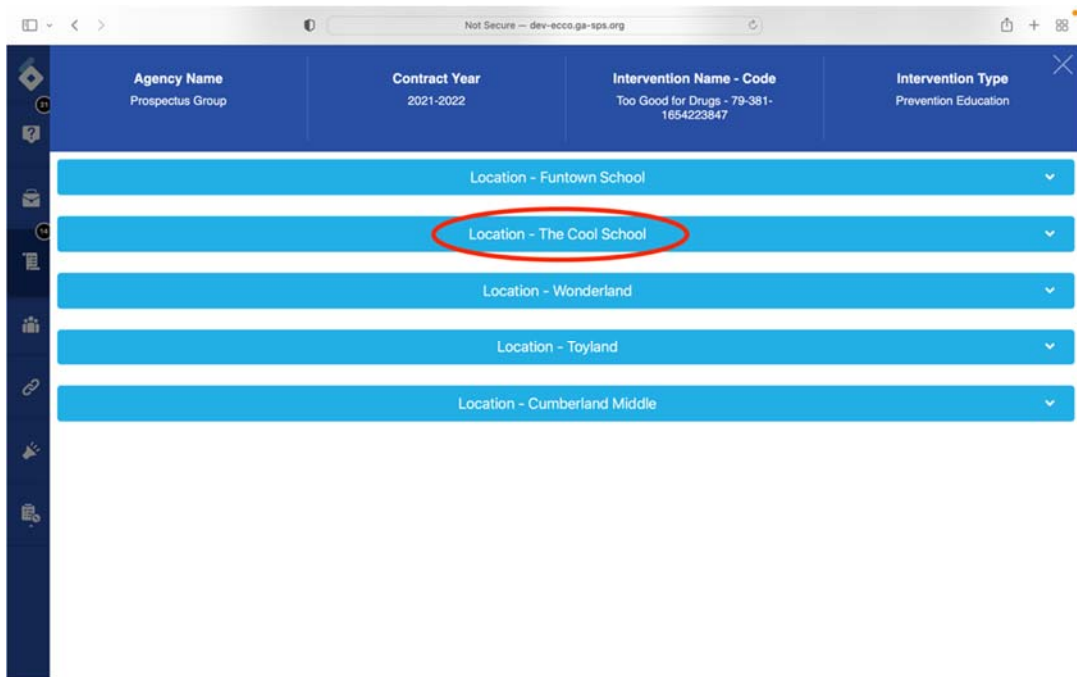 Not Secure — dev-ecco.ga-sps.org
Agency Name
Prospectus Group
Contract Year
2021-2022
Intervention Name - Code
Too Good for Drugs - 79-381-
1654223847
Intervention Type
Prevention Education
21
14
Location - Funtown School
Location - The Cool School
Location - Wonderland
Location - Toyland
Location - Cumberland Middle